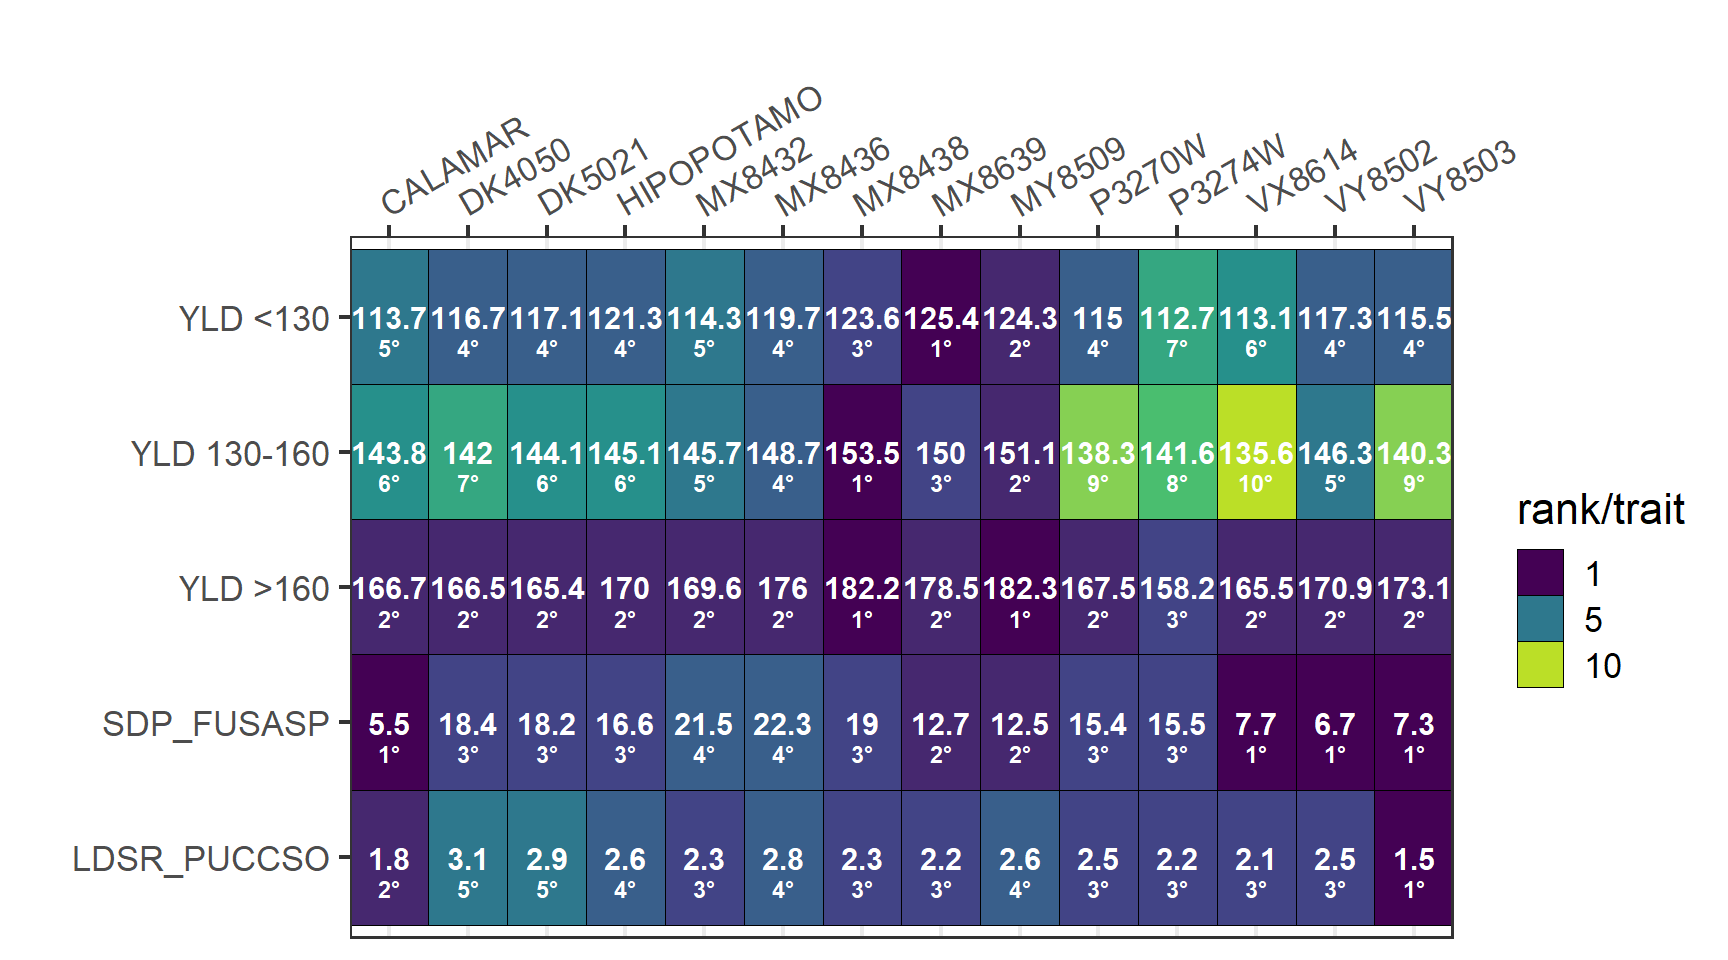 CALAMAR DK4050 DK5021 HIPOPOTAMO MX8432 MX8436 MX8438 MX8639 MY8509 P3270W P3274W VX8614 VY8502 VY8503
YLD <130 113.7 116.7 117.1 121.3 114.3 119.7 123.6 125.4 124.3 115 112.7 113.1 117.3 115.5
5° 4° 4° 4° 5° 4° 3° 1° 2° 4° 7° 6° 4° 4°
YLD 130-160 143.8 142 144.1 145.1 145.7 148.7 153.5 150 151.1 138.3 141.6 135.6 146.3 140.3
6° 7° 6° 6° 5° 4° 1° 3° 2° 9° 8° 10° 5° 9°
YLD >160 166.7 166.5 165.4 170 169.6 176 182.2 178.5 182.3 167.5 158.2 165.5 170.9 173.1
2° 2° 2° 2° 2° 2° 1° 2° 1° 2° 3° 2° 2° 2°
SDP_FUSASP 5.5 18.4 18.2 16.6 21.5 22.3 19 12.7 12.5 15.4 15.5 7.7 6.7 7.3
1° 3° 3° 3° 4° 4° 3° 2° 2° 3° 3° 1° 1° 1°
LDSR_PUCCSO 1.8 3.1 2.9 2.6 2.3 2.8 2.3 2.2 2.6 2.5 2.2 2.1 2.5 1.5
2° 5° 5° 4° 3° 4° 3° 3° 4° 3° 3° 3° 3° 1°
rank/trait
1
5
10